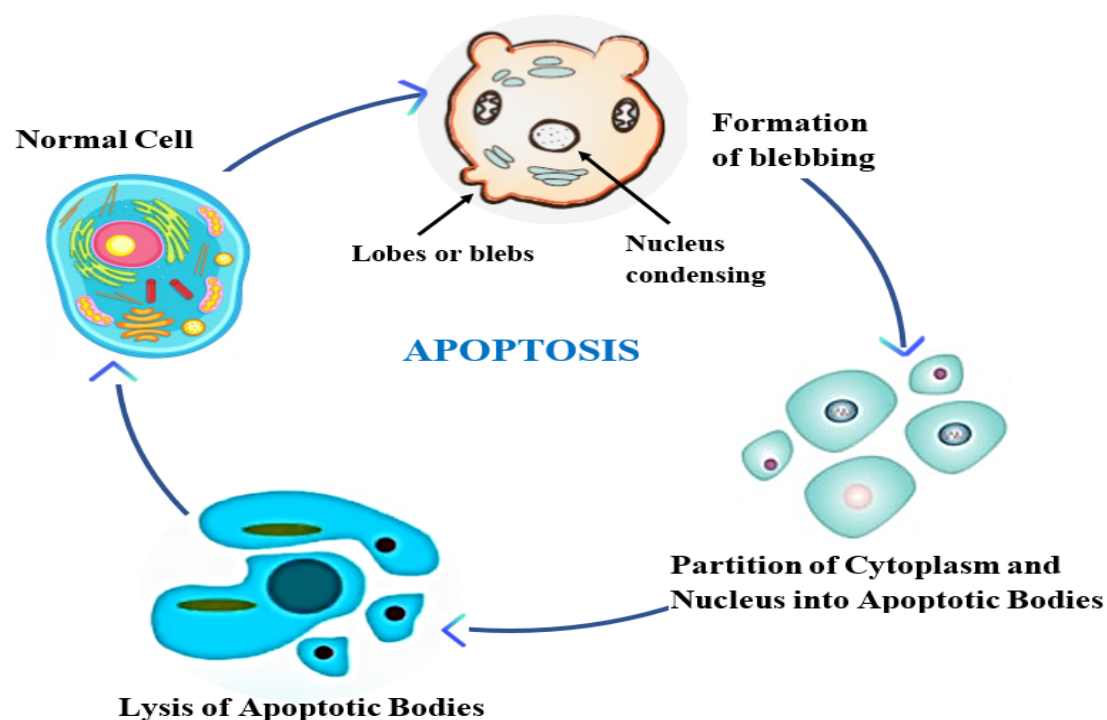 Normal Cell
Formation
of blebbing
Lobes or blebs
Nucleus
condensing
APOPTOSIS
Partition of Cytoplasm and
Nucleus into Apoptotic Bodies
Lysis of Apoptotic Bodies